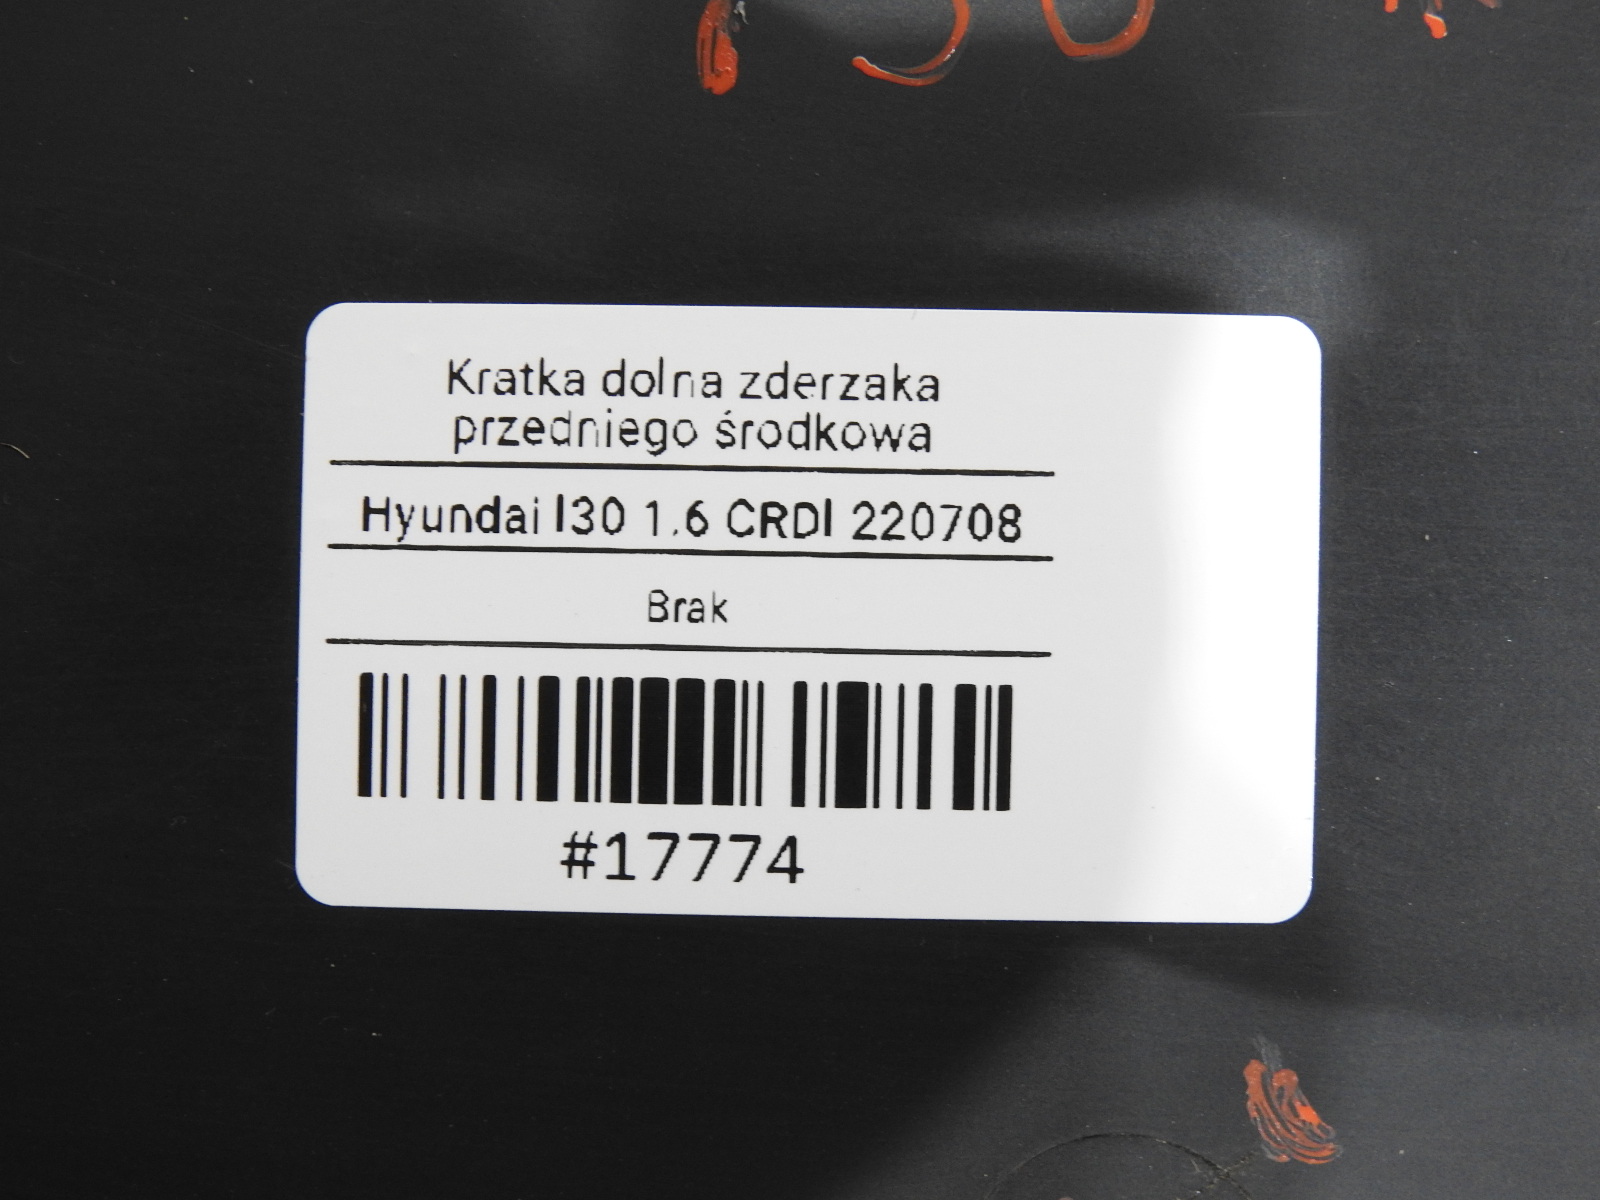 Kratka dolna zderzaka
przedniego środkowa
Hyundai I30 1.6 CRDI 220708
Brak
#17774